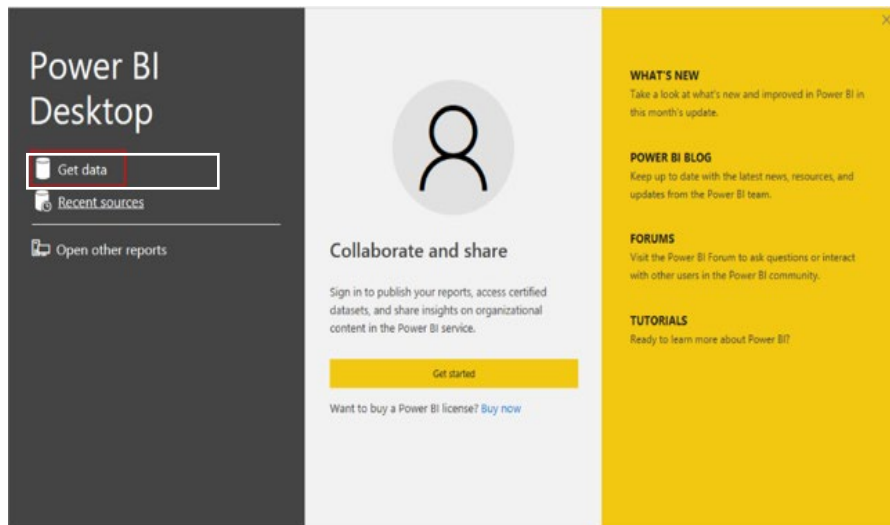 Power BI
Desktop
Get data
Recent sources
Open other reports
Collaborate and share
Sign in to publish your reports, access certified
datasets, and share insights on organizational
content in the Power BI service.
Get started
Want to buy a Power BI license? Buy now
WHAT'S NEW
Take a look at what's new and improved in Power BI in
this month's update.
POWER BI BLOG
Keep up to date with the latest news, resources, and
updates from the Power BI team.
FORUMS
Visit the Power BI Forum to ask questions or interact
with other users in the Power BI community.
TUTORIALS
Ready to learn more about Power BI?